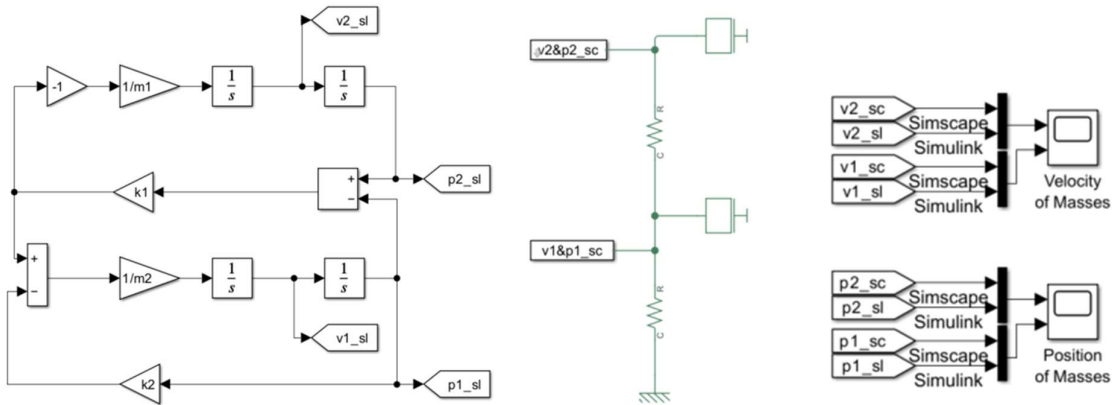 v2_sl
-1
1/m1
1
s
1
s
+
−
k1
p2_sl
+
−
1/m2
1
s
1
s
v1_sl
k2
p1_sl
v2&p2_sc
R
C
v1&p1_sc
R
C
v2_sc
Simscape
v2_sl
Simulink
v1_sc
Simscape
v1_sl
Simulink
Velocity
of Masses
p2_sc
Simscape
p2_sl
Simulink
p1_sc
Simscape
p1_sl
Simulink
Position
of Masses